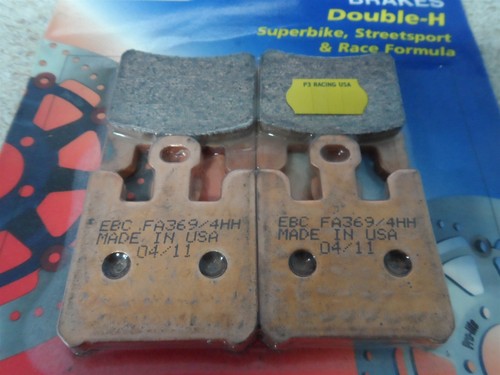 BRAKES
Double-H
Superbike, Streetsport
& Race Formula
P3 RACING USA
EBC FA369/4HH
MADE IN USA
04/11
EBC FA369/4HH
MADE IN USA
04/11